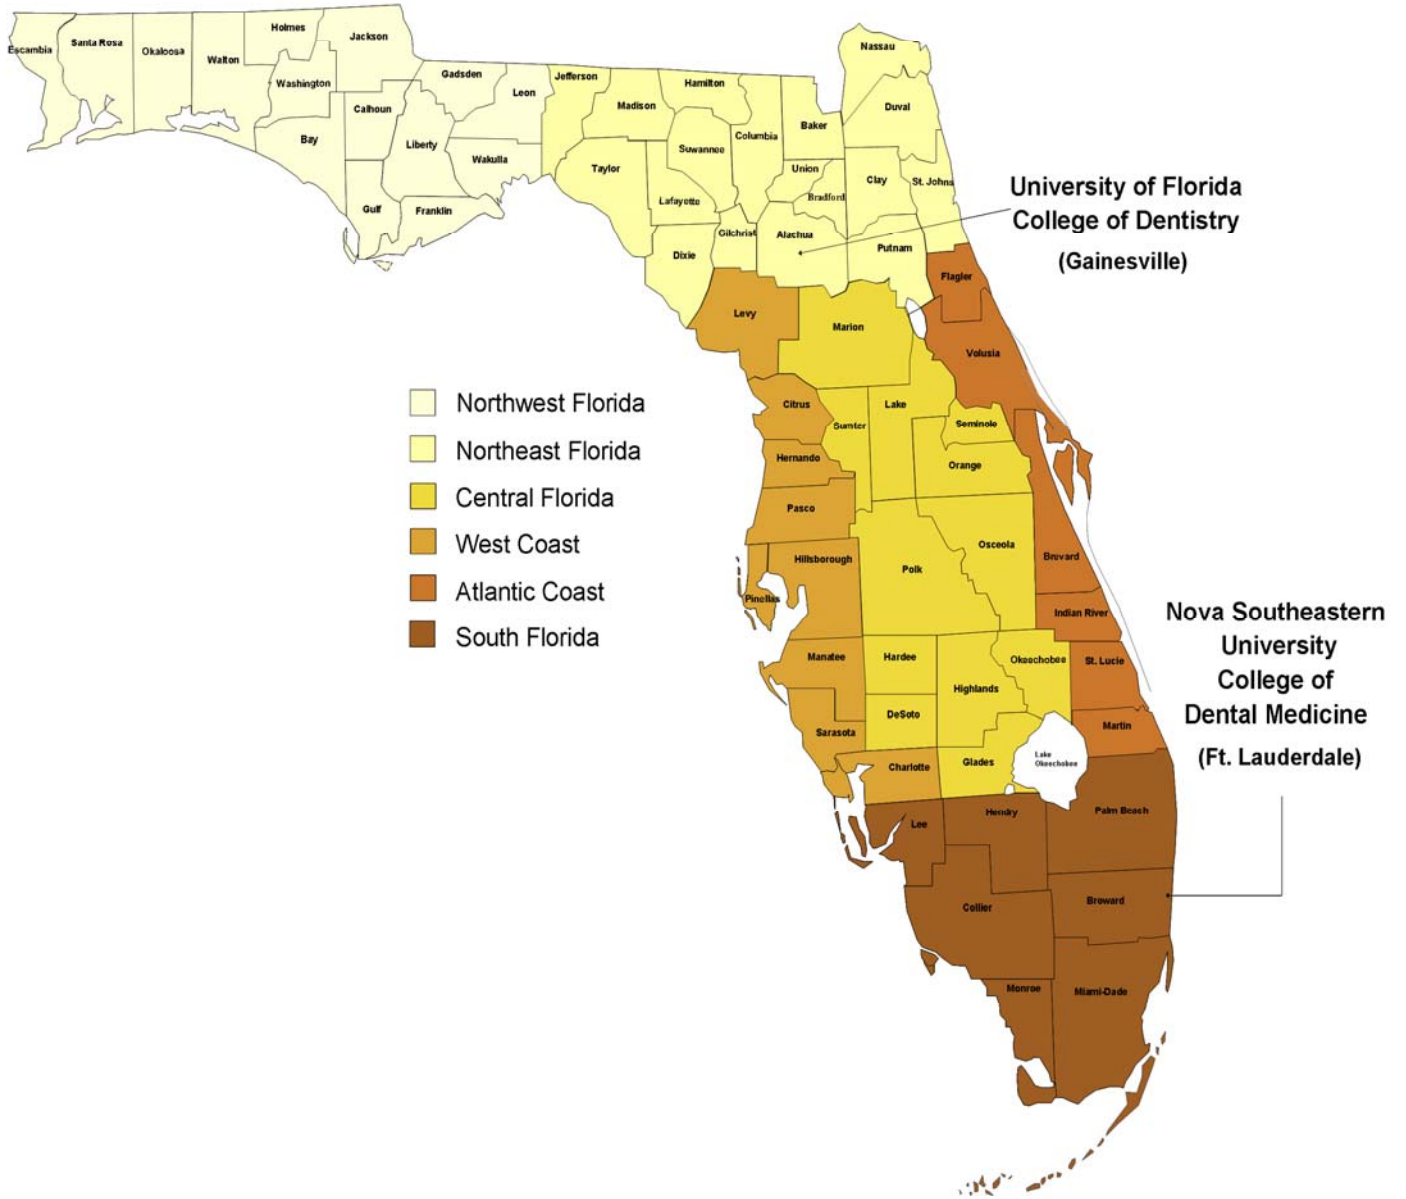 Escambia
Santa Rosa
Okaloosa
Walton
Holmes
Washington
Jackson
Bay
Calhoun
Gulf
Liberty
Gadsden
Franklin
Leon
Wakulla
Jefferson
Madison
Taylor
Hamilton
Suwannee
Lafayette
Dixie
Columbia
Gilchrist
Baker
Union
Bradford
Alachua
Nassau
Duval
Clay
St. Johns
Putnam
Flagler
Volusia
Levy
Marion
Citrus
Sumter
Lake
Seminole
Orange
Hernando
Pasco
Hillsborough
Pinellas
Polk
Osceola
Brevard
Indian River
Manatee
Hardee
Highlands
Okeechobee
St. Lucie
Sarasota
DeSoto
Martin
Charlotte
Glades
Lake
Okeechobee
Lee
Hendry
Palm Beach
Collier
Broward
Monroe
Miami-Dade
University of Florida
College of Dentistry
(Gainesville)
Northwest Florida
Northeast Florida
Central Florida
West Coast
Atlantic Coast
South Florida
Nova Southeastern
University
College of
Dental Medicine
(Ft. Lauderdale)